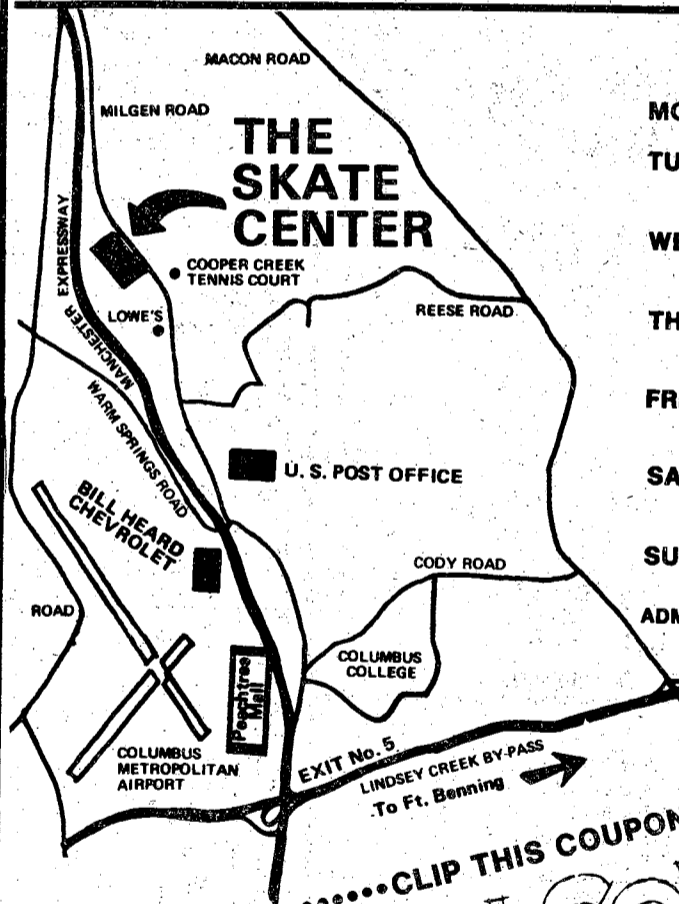 MACON ROAD
MILGEN ROAD
THE
SKATE
CENTER
COOPER CREEK
TENNIS COURT
EXPRESSWAY
MANCHESTER
LOWE'S
REESE ROAD
WARM SPRINGS ROAD
U. S. POST OFFICE
BILL HEARD
CHEVROLET
ROAD
CODY ROAD
COLUMBUS
COLLEGE
Peachtree
Mall
COLUMBUS
METROPOLITAN
AIRPORT
EXIT No. 5
LINDSEY CREEK BY-PASS
To Ft. Benning
CLIP THIS COUPON
MO
TU
WE
TH
FR
SA
SU
ADM